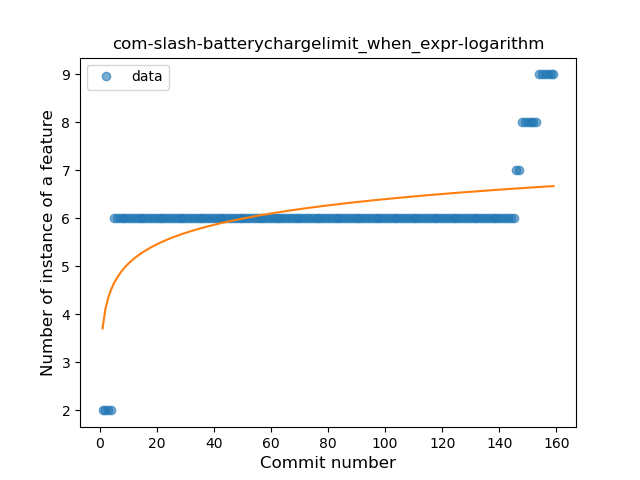 com-slash-batterychargelimit_when_expr-logarithm
data
Number of instance of a feature
9
8
7
6
5
4
3
2
0 20 40 60 80 100 120 140 160
Commit number